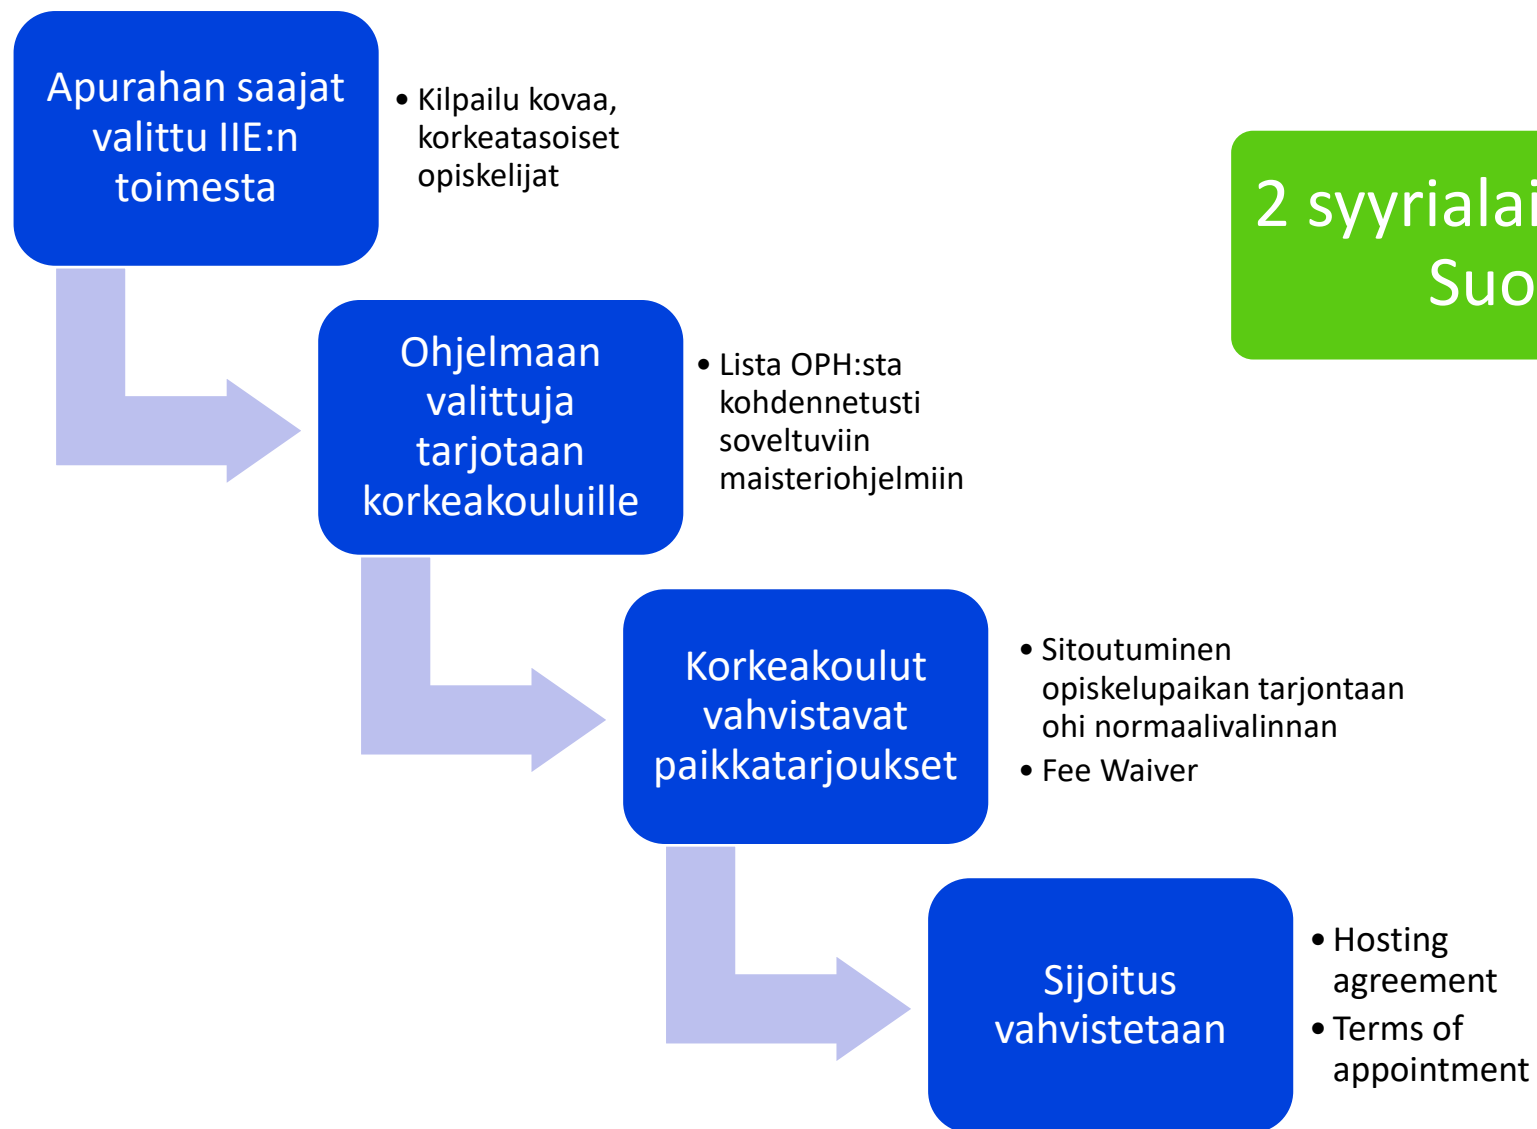 Apurahan saajat
valittu IIE:n
toimesta
• Kilpailu kovaa,
korkeatasoiset
opiskelijat
2
Ohjelmaan
valittuja
tarjotaan
korkeakouluille
• Lista OPH:sta
kohdennetusti
soveltuviin
maisteriohjelmiin
Korkeakoulut
vahvistavat
paikkatarjoukset
• Sitoutuminen
opiskelupaikan tarjontaan
ohi normaalivalinnan
• Fee Waiver
Sijoitus
vahvistetaan
• Hosting
agreement
• Terms of
appointment